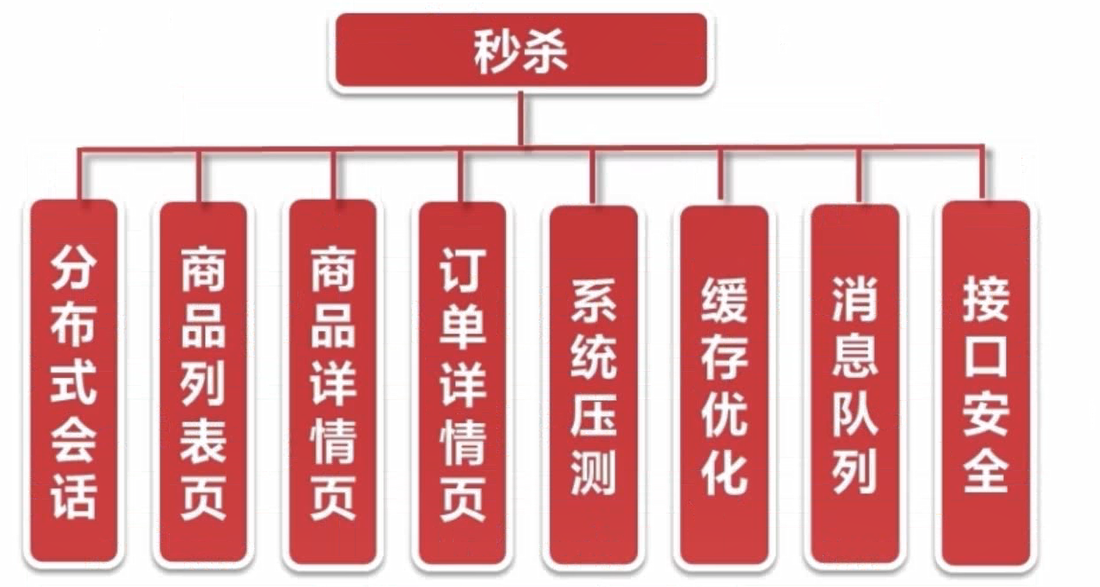 秒杀
分布式会话
商品列表页
商品详情页
订单详情页
系统压测
缓存优化
消息队列
接口安全